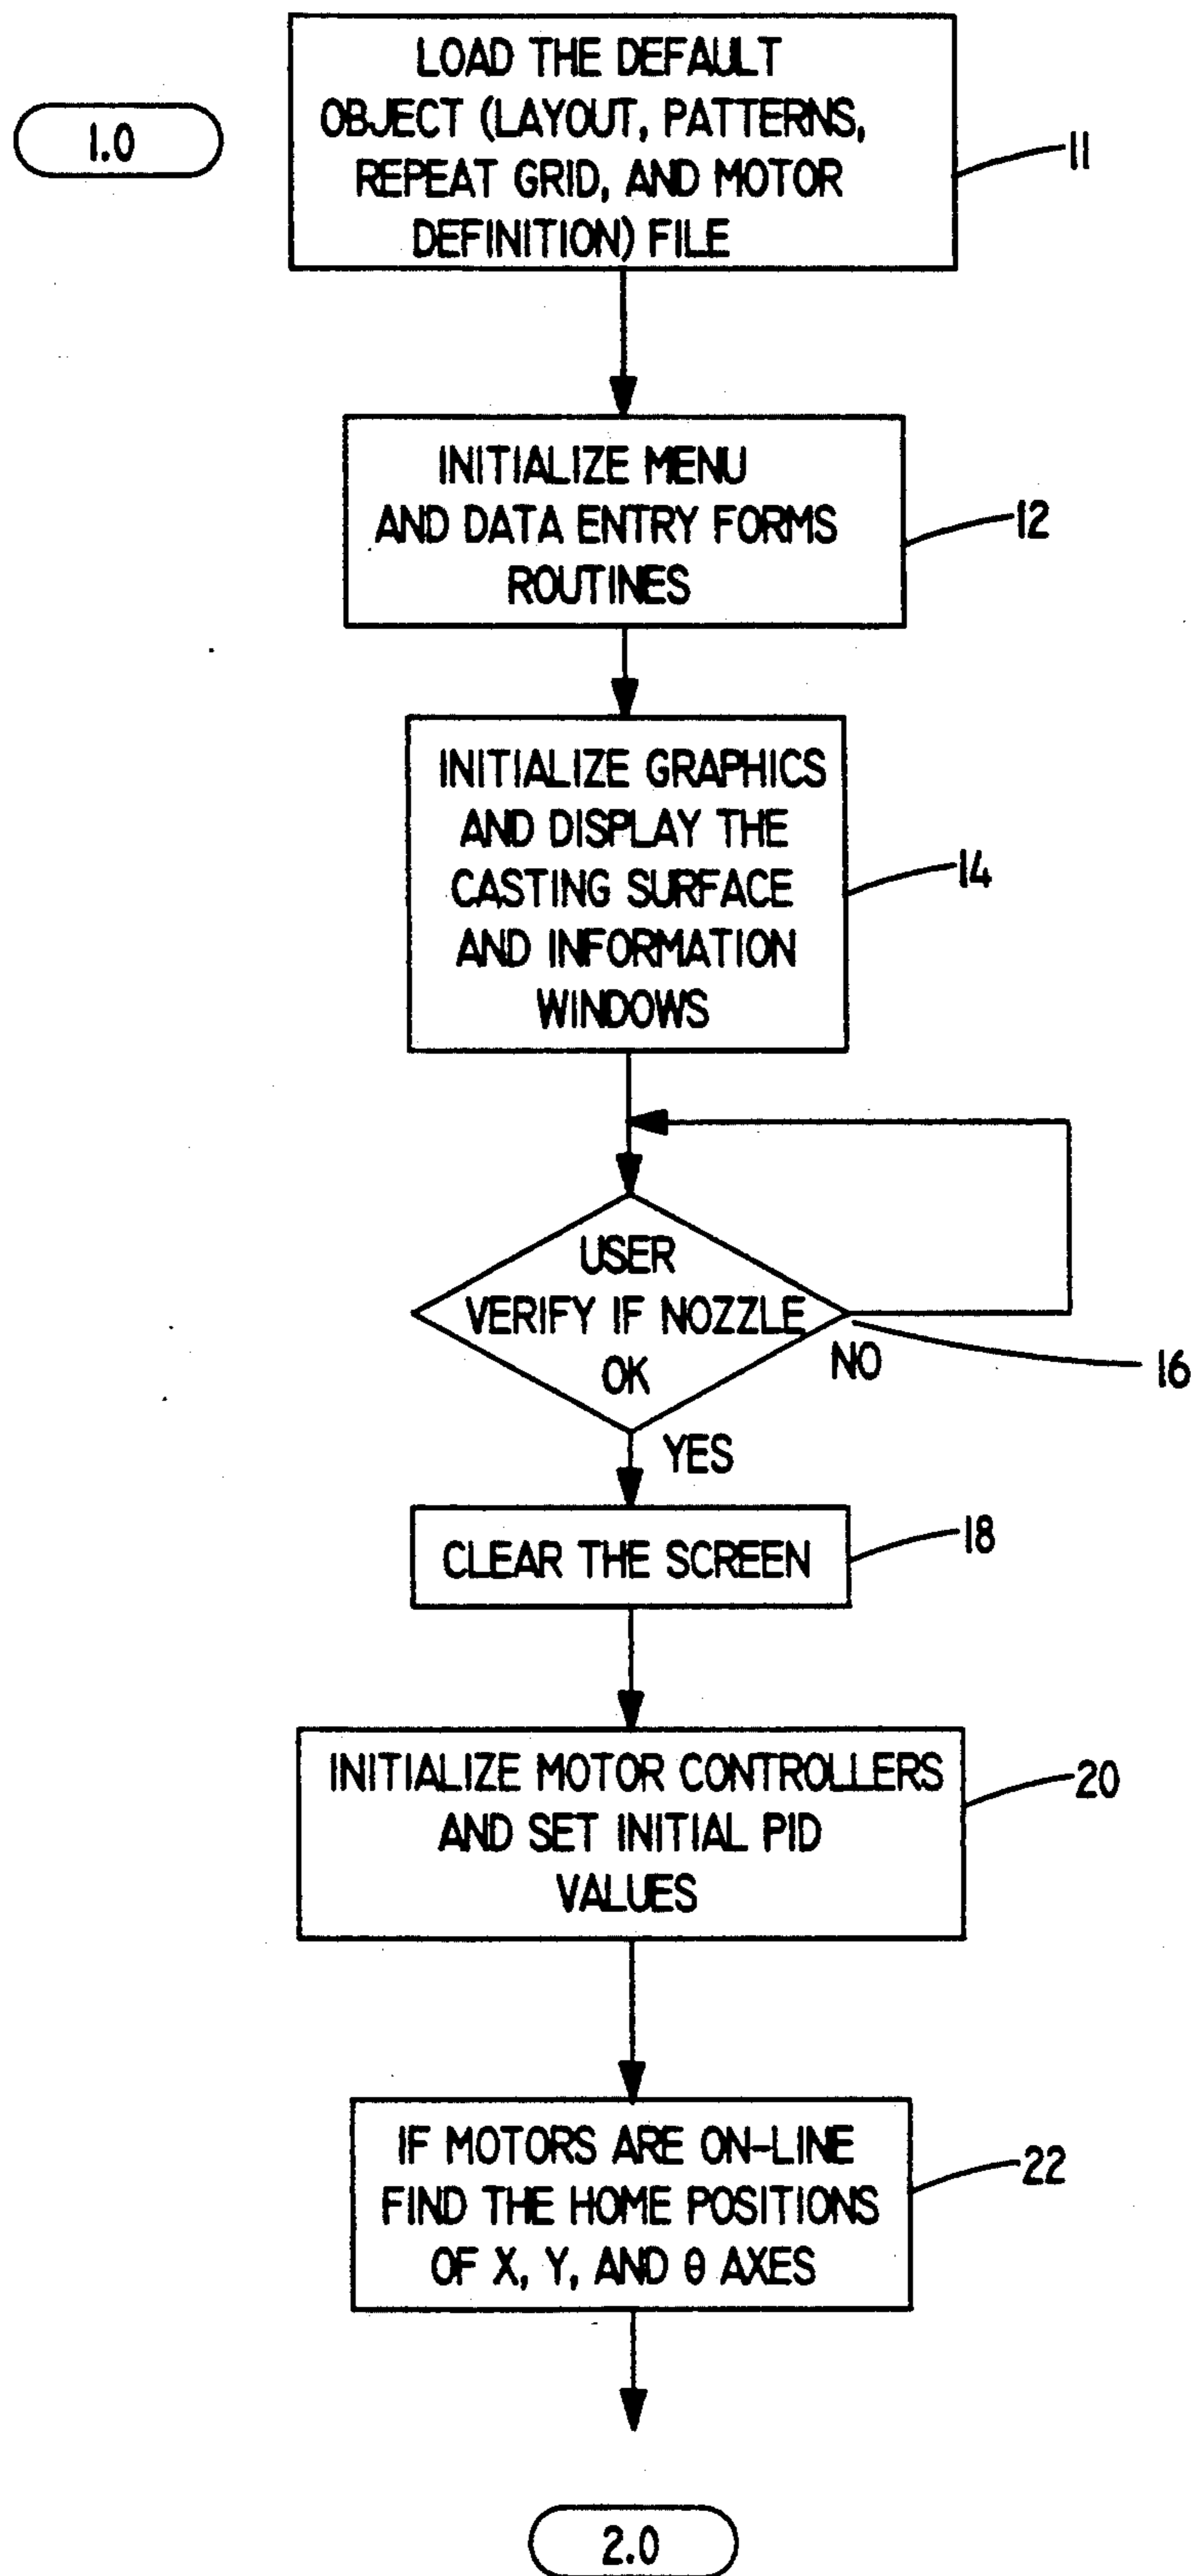 1.0
LOAD THE DEFAULT
OBJECT (LAYOUT, PATTERNS,
REPEAT GRID, AND MOTOR
DEFINITION) FILE
11
INITIALIZE MENU
AND DATA ENTRY FORMS
ROUTINES
12
INITIALIZE GRAPHICS
AND DISPLAY THE
CASTING SURFACE
AND INFORMATION
WINDOWS
14
USER
VERIFY IF NOZZLE
OK
NO
16
YES
CLEAR THE SCREEN
18
INITIALIZE MOTOR CONTROLLERS
AND SET INITIAL PID
VALUES
20
IF MOTORS ARE ON-LINE
FIND THE HOME POSITIONS
OF X, Y, AND θ AXES
22
2.0